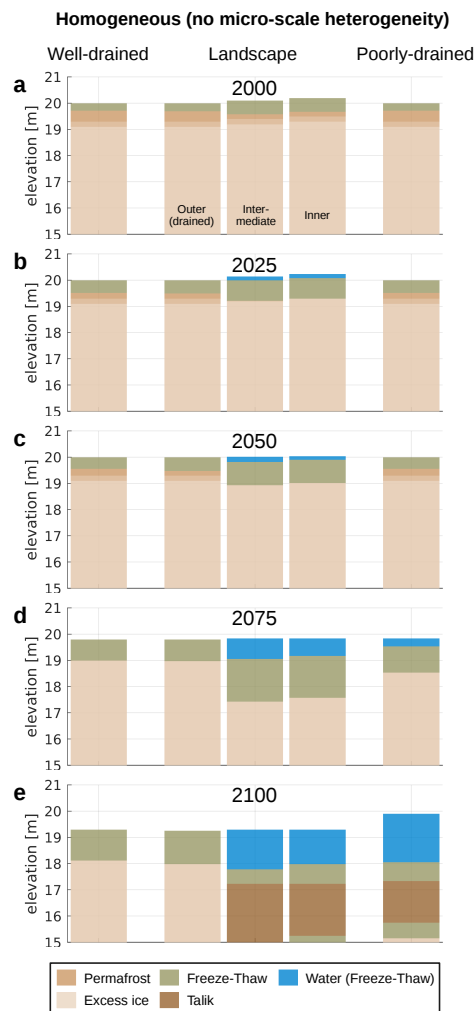 Homogeneous (no micro-scale heterogeneity)
Well-drained Landscape Poorly-drained
a 2000
21
20
19
18
17
16
15
elevation [m]
Outer (drained) Inter-mediate Inner
b 2025
21
20
19
18
17
16
15
elevation [m]
c 2050
21
20
19
18
17
16
15
elevation [m]
d 2075
21
20
19
18
17
16
15
elevation [m]
e 2100
21
20
19
18
17
16
15
elevation [m]
Permafrost Freeze-Thaw Water (Freeze-Thaw)
Excess ice Talik